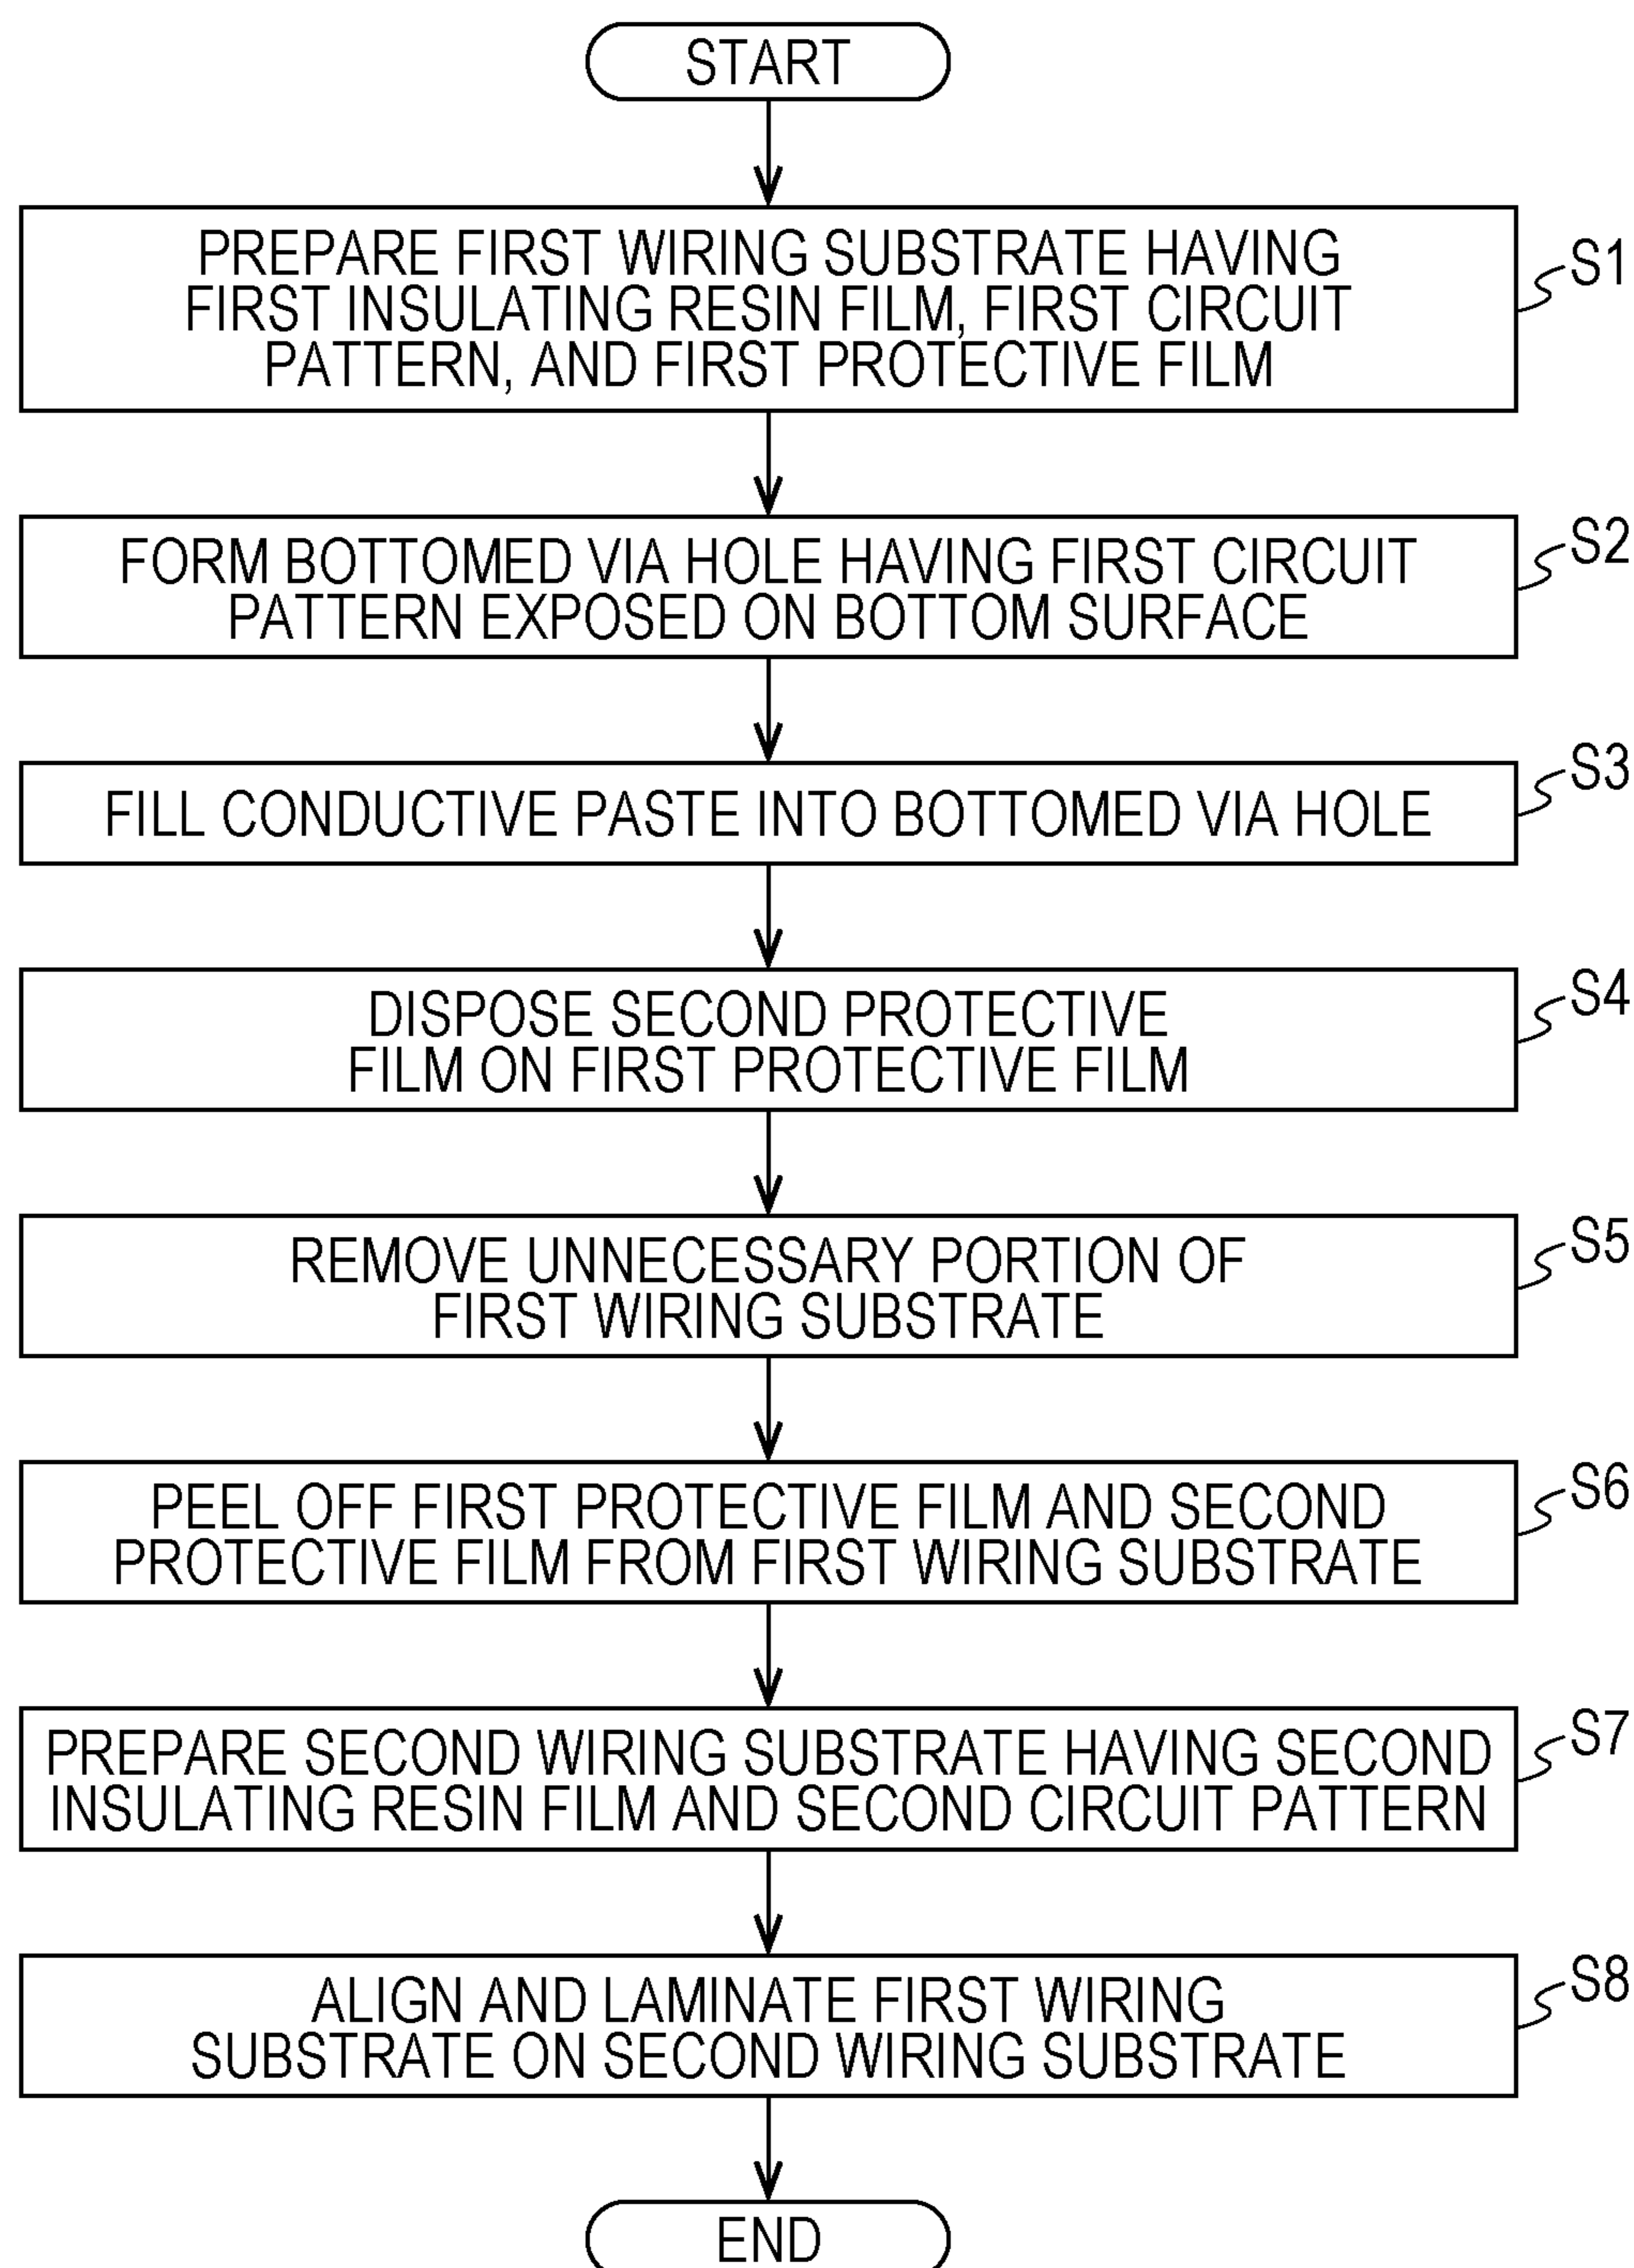 START
PREPARE FIRST WIRING SUBSTRATE HAVING
FIRST INSULATING RESIN FILM, FIRST CIRCUIT
PATTERN, AND FIRST PROTECTIVE FILM
S1
FORM BOTTOMED VIA HOLE HAVING FIRST CIRCUIT
PATTERN EXPOSED ON BOTTOM SURFACE
S2
FILL CONDUCTIVE PASTE INTO BOTTOMED VIA HOLE
S3
DISPOSE SECOND PROTECTIVE
FILM ON FIRST PROTECTIVE FILM
S4
REMOVE UNNECESSARY PORTION OF
FIRST WIRING SUBSTRATE
S5
PEEL OFF FIRST PROTECTIVE FILM AND SECOND
PROTECTIVE FILM FROM FIRST WIRING SUBSTRATE
S6
PREPARE SECOND WIRING SUBSTRATE HAVING SECOND
INSULATING RESIN FILM AND SECOND CIRCUIT PATTERN
S7
ALIGN AND LAMINATE FIRST WIRING
SUBSTRATE ON SECOND WIRING SUBSTRATE
S8
END